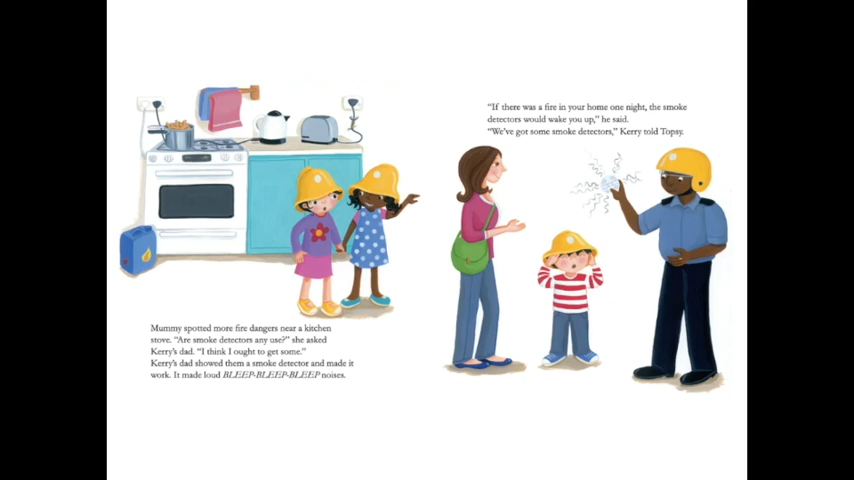 Mummy spotted more fire dangers near a kitchen
stove. “Are smoke detectors any use?” she asked
Kerry’s dad. “I think I ought to get some.”
Kerry’s dad showed them a smoke detector and made it
work. It made loud BLEEP-BLEEP-BLEEP noises.
“If there was a fire in your home one night, the smoke
detectors would wake you up,” he said.
“We’ve got some smoke detectors,” Kerry told Topsy.